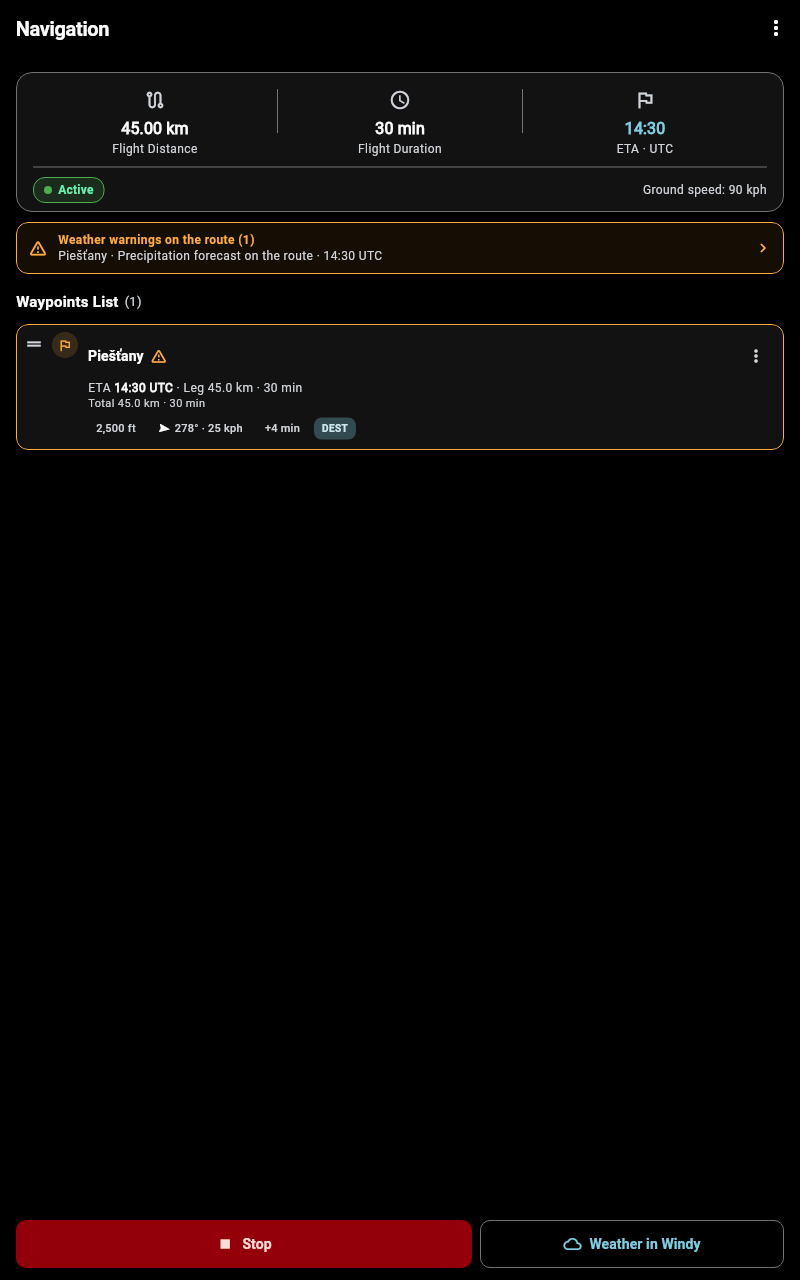 Navigation
45.00 km
Flight Distance
30 min
Flight Duration
14:30
ETA · UTC
Active
Ground speed: 90 kph
Weather warnings on the route (1)
Piešťany · Precipitation forecast on the route · 14:30 UTC
Waypoints List (1)
Piešťany
ETA 14:30 UTC · Leg 45.0 km · 30 min
Total 45.0 km · 30 min
2,500 ft 278° · 25 kph +4 min DEST
Stop
Weather in Windy